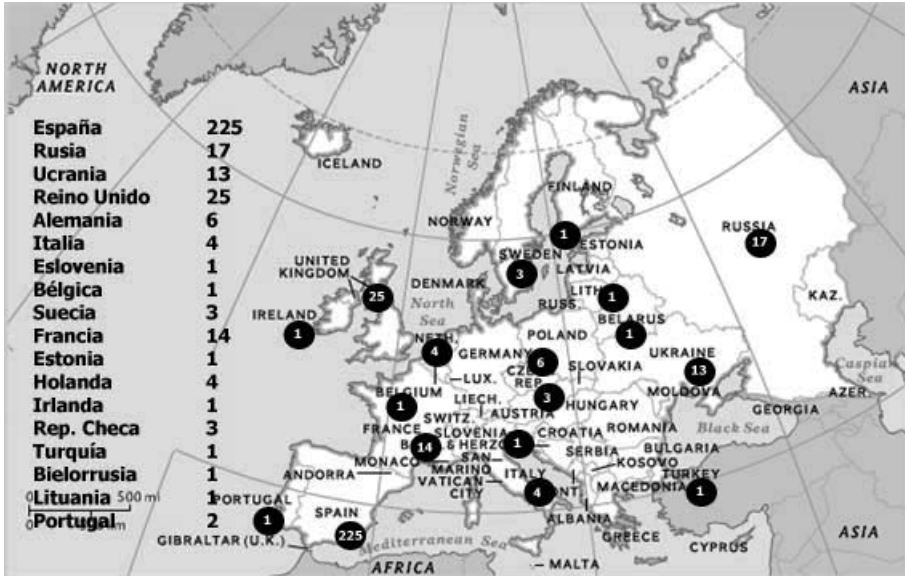 NORTH
AMERICA
ASIA
España 225
Rusia 17
Ucrania 13
Reino Unido 25
Alemania 6
Italia 4
Eslovenia 1
Bélgica 1
Suecia 3
Francia 14
Estonia 1
Holanda 4
Irlanda 1
Rep. Checa 3
Turquía 1
Bielorrusia 1
Lituania 1
Portugal 2
0 500 mi
0
ICELAND
Norwegian
Sea
FINLAND
NORWAY
RUSSIA
17
1
ESTONIA
SWEDEN
3
LATVIA
UNITED
KINGDOM
DENMARK
LITH.
1
RUSS.
KAZ.
25
North
Sea
IRELAND
1
BELARUS
1
NETH.
4
POLAND
GERMANY
6
UKRAINE
13
SLOVAKIA
CZECH
REP.
LUX.
MOLDOVA
Caspian
Sea
AZER.
BELGIUM
1
LIECH.
3
AUSTRIA
HUNGARY
GEORGIA
SWITZ.
FRANCE
14
SLOVENIA
1
CROATIA
ROMANIA
Black Sea
& HERZ.
SERBIA
BULGARIA
MONACO
SAN
MARINO
KOSOVO
ANDORRA
ITALY
VATICAN
CITY
4
MACEDONIA
TURKEY
1
PORTUGAL
1
SPAIN
225
ALBANIA
GREECE
CYPRUS
ASIA
GIBRALTAR (U.K.)
Mediterranean Sea
MALTA
AFRICA